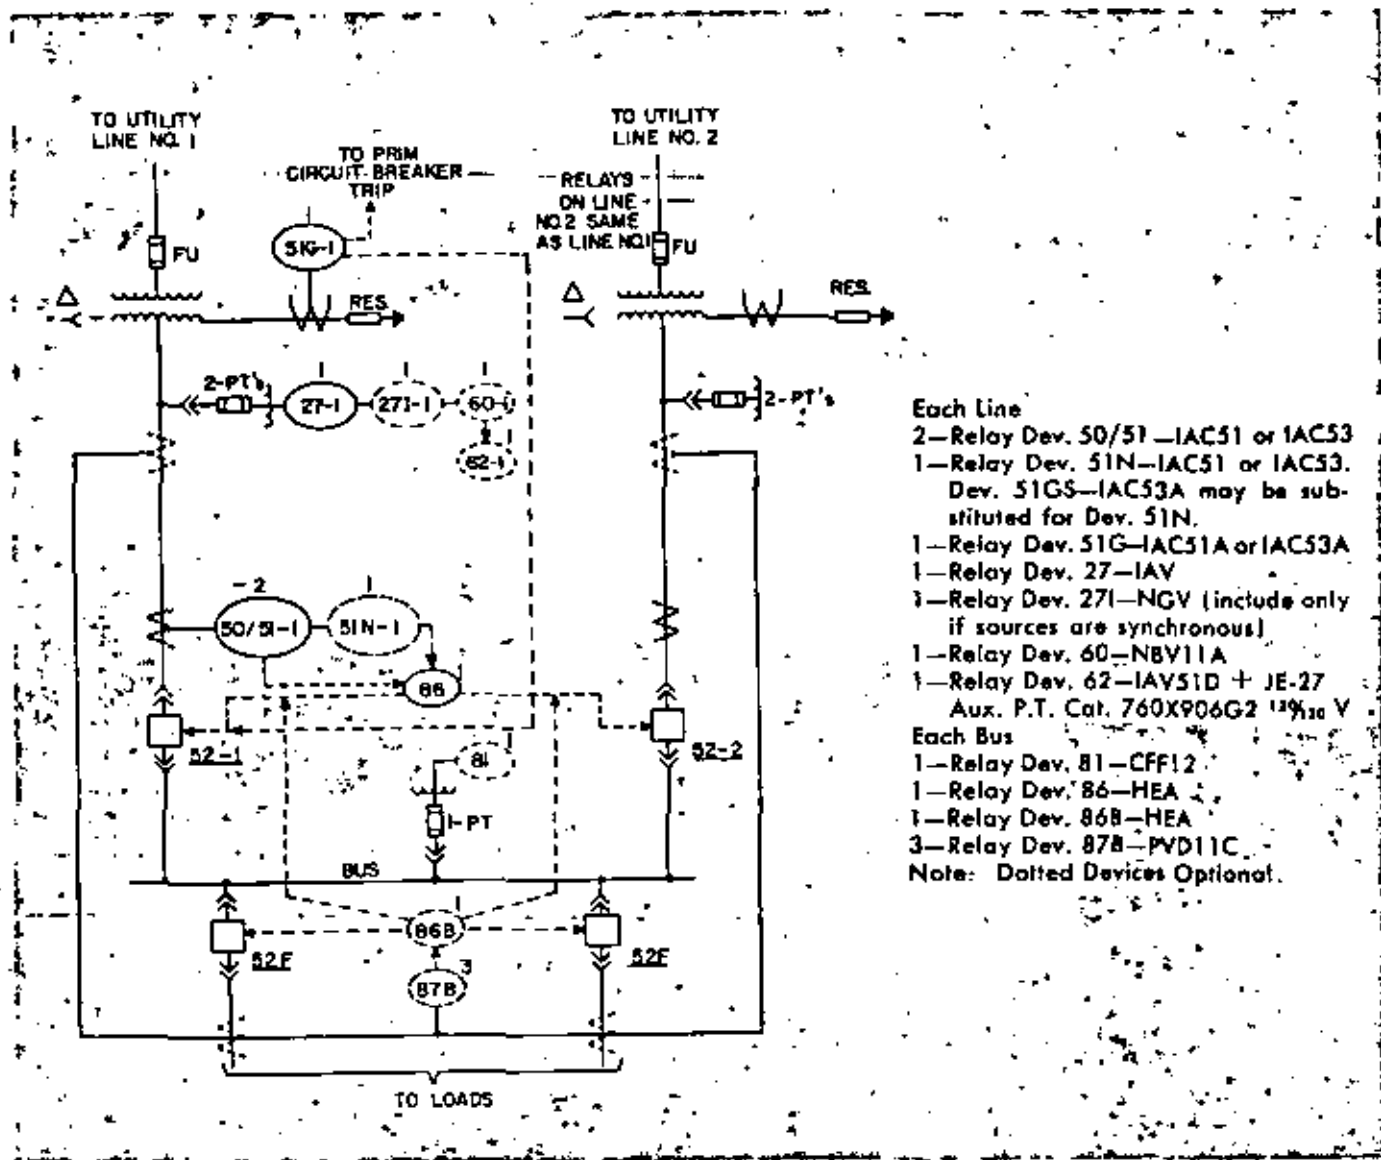 TO UTILITY
LINE NO. 1
TO PRIM
CIRCUIT-BREAKER
TRIP
TO UTILITY
LINE NO. 2
RELAYS
ON LINE
NO.2 SAME
AS LINE NO.1
51G-1
FU
FU
RES.
RES.
2-PT's
1
27-1
1
27I-1
1
60-1
62-1
2-PT's
2
50/51-1
1
51N-1
86
52-1
52-2
81
1-PT
BUS
1
86B
52F
52F
3
87B
TO LOADS
Each Line
2—Relay Dev. 50/51—IAC51 or IAC53
1—Relay Dev. 51N—IAC51 or IAC53.
Dev. 51GS—IAC53A may be sub-
stituted for Dev. 51N.
1—Relay Dev. 51G—IAC51A or IAC53A
1—Relay Dev. 27—IAV
1—Relay Dev. 27I—NGV (include only
if sources are synchronous)
1—Relay Dev. 60—NBV11A
1—Relay Dev. 62—IAV51D + JE-27
Aux. P.T. Cat. 760X906G2 V
Each Bus
1—Relay Dev. 81—CFF12
1—Relay Dev. 86—HEA
1—Relay Dev. 86B—HEA
3—Relay Dev. 87B—PVD11C
Note: Dotted Devices Optional.